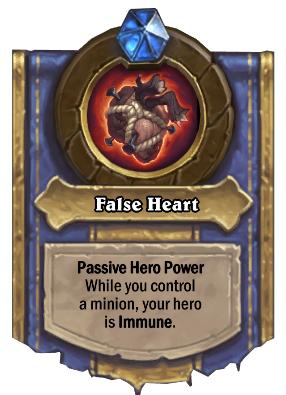 False Heart
Passive Hero Power
While you control
a minion, your hero
is Immune.